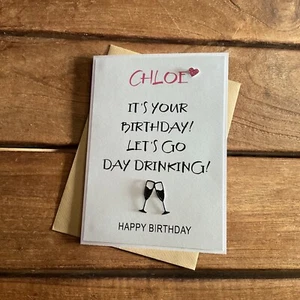 CHLOE
IT'S YOUR
BIRTHDAY!
LET'S GO
DAY DRINKING!
HAPPY BIRTHDAY